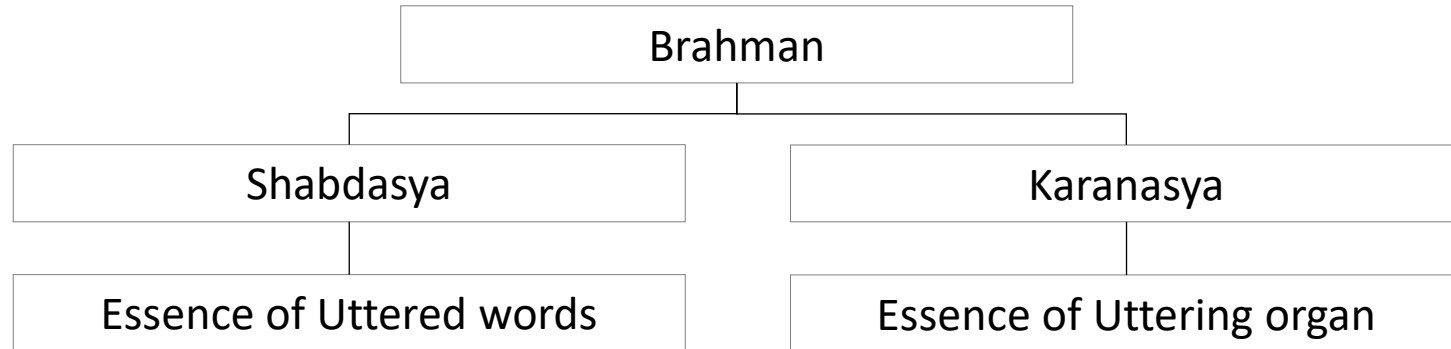 Brahman
Shabdasya
Karanasya
Essence of Uttered words
Essence of Uttering organ